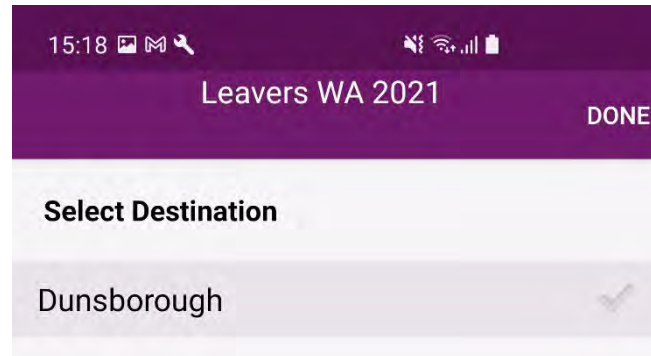 15:18
Leavers WA 2021
DONE
Select Destination
Dunsborough